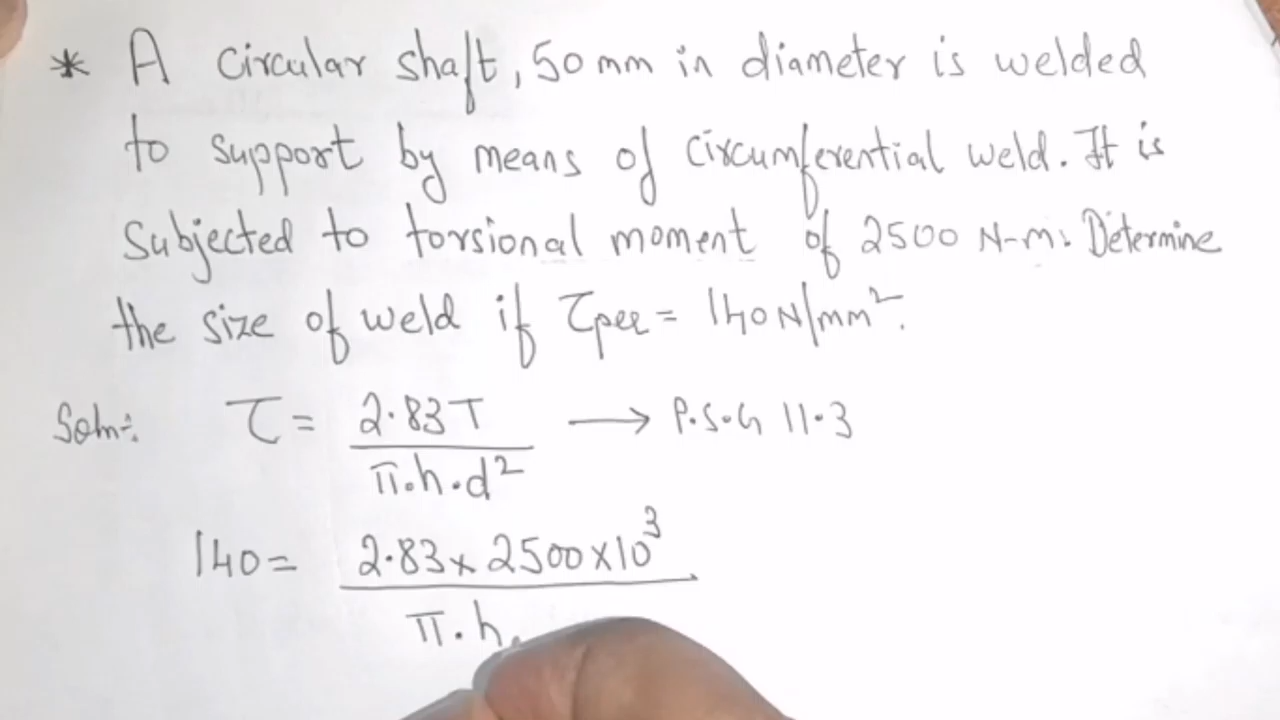 * A circular shaft, 50 mm in diameter is welded
to support by means of circumferential weld. It is
subjected to torsional moment of 2500 N-m. Determine
the size of weld if τper = 140 N/mm².
Soln:- τ = 2.83T / π.h.d² → P.S.G 11.3
140 = 2.83 x 2500 x 10³ / π.h.